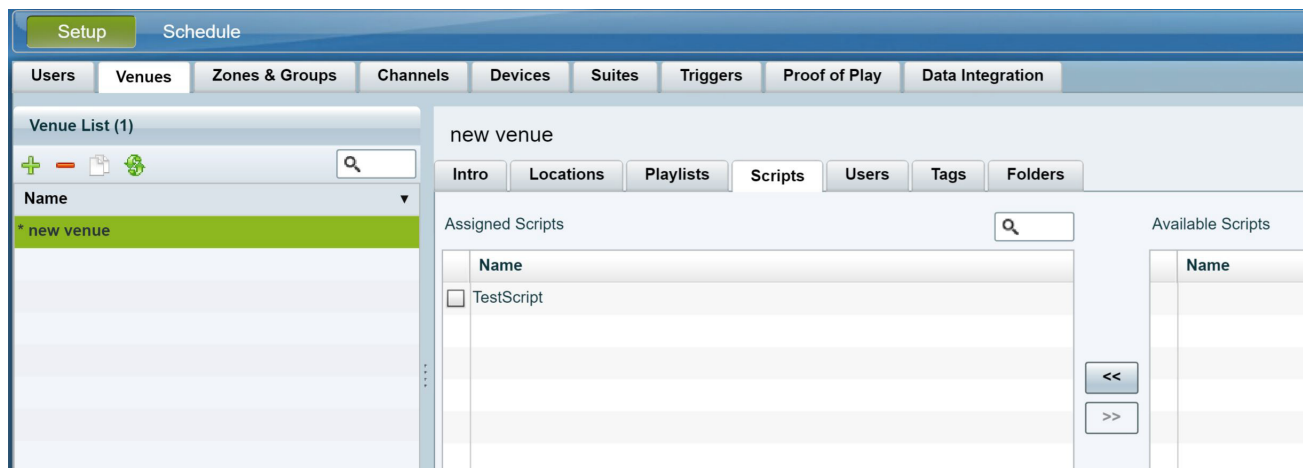 Setup Schedule
Users Venues Zones & Groups Channels Devices Suites Triggers Proof of Play Data Integration
Venue List (1)
new venue
Intro Locations Playlists Scripts Users Tags Folders
Name
* new venue
Assigned Scripts Available Scripts
Name Name
TestScript
<<
>>